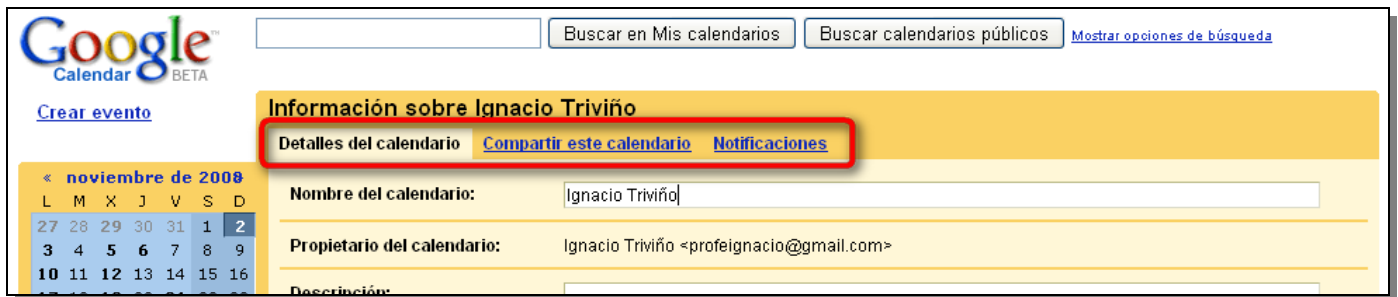 Google™
Calendar BETA
Buscar en Mis calendarios Buscar calendarios públicos Mostrar opciones de búsqueda
Crear evento
Información sobre Ignacio Triviño
Detalles del calendario Compartir este calendario Notificaciones
« noviembre de 2008
L M X J V S D
27 28 29 30 31 1 2
3 4 5 6 7 8 9
10 11 12 13 14 15 16
Nombre del calendario: Ignacio Triviño
Propietario del calendario: Ignacio Triviño <profeignacio@gmail.com>
Descripción: